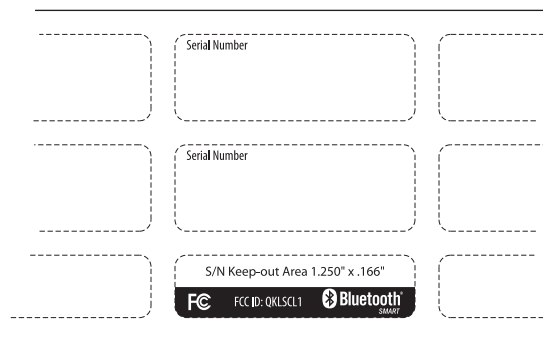 Serial Number
Serial Number
S/N Keep-out Area 1.250" x .166"
FC FCC ID: QKLSCL1 Bluetooth®
SMART